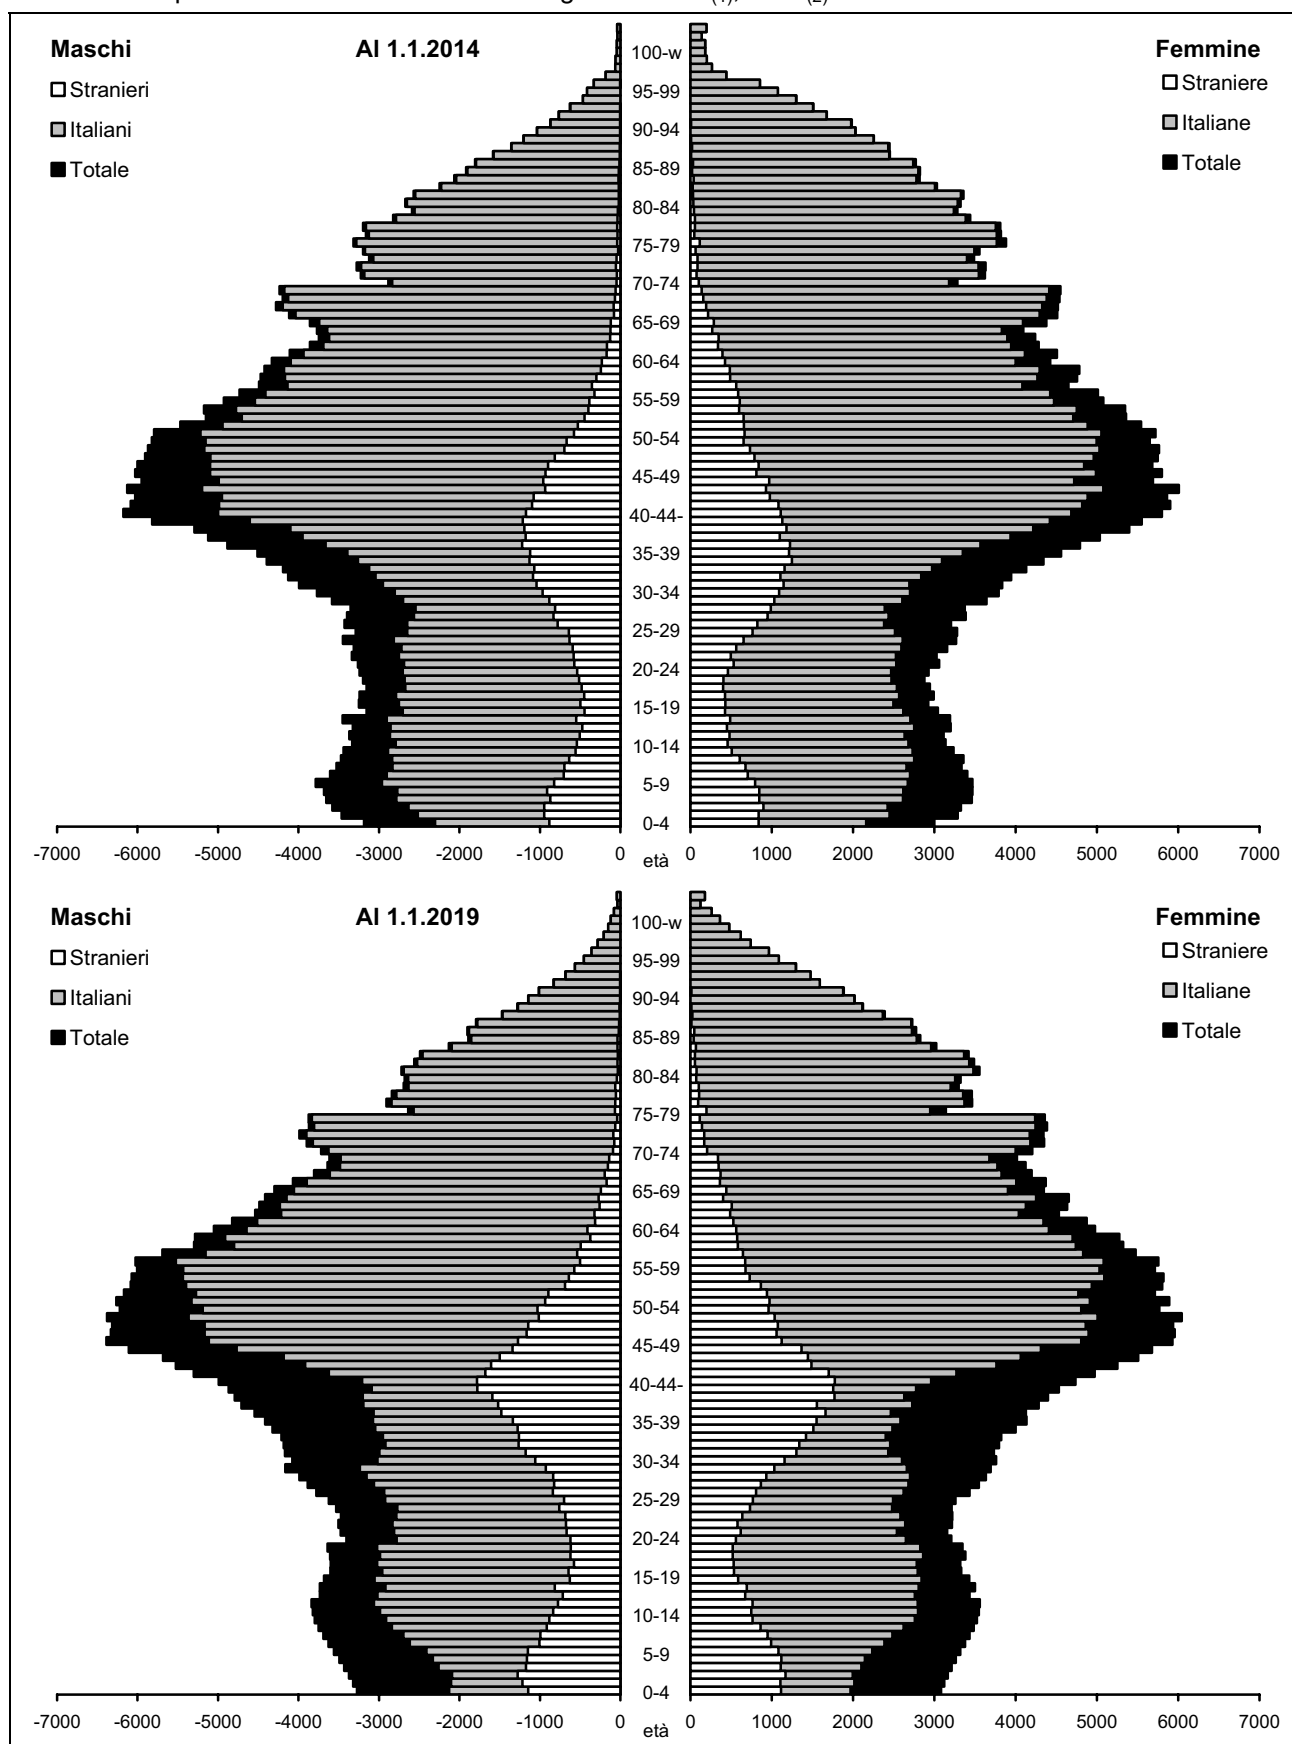 Maschi
Al 1.1.2014
Femmine
Stranieri
Italiani
Totale
Straniere
Italiane
Totale
100-w
95-99
90-94
85-89
80-84
75-79
70-74
65-69
60-64
55-59
50-54
45-49
40-44-
35-39
30-34
25-29
20-24
15-19
10-14
5-9
0-4
-7000 -6000 -5000 -4000 -3000 -2000 -1000 0 età 0 1000 2000 3000 4000 5000 6000 7000
Maschi
Al 1.1.2019
Femmine
Stranieri
Italiani
Totale
Straniere
Italiane
Totale
100-w
95-99
90-94
85-89
80-84
75-79
70-74
65-69
60-64
55-59
50-54
45-49
40-44-
35-39
30-34
25-29
20-24
15-19
10-14
5-9
0-4
-7000 -6000 -5000 -4000 -3000 -2000 -1000 0 età 0 1000 2000 3000 4000 5000 6000 7000